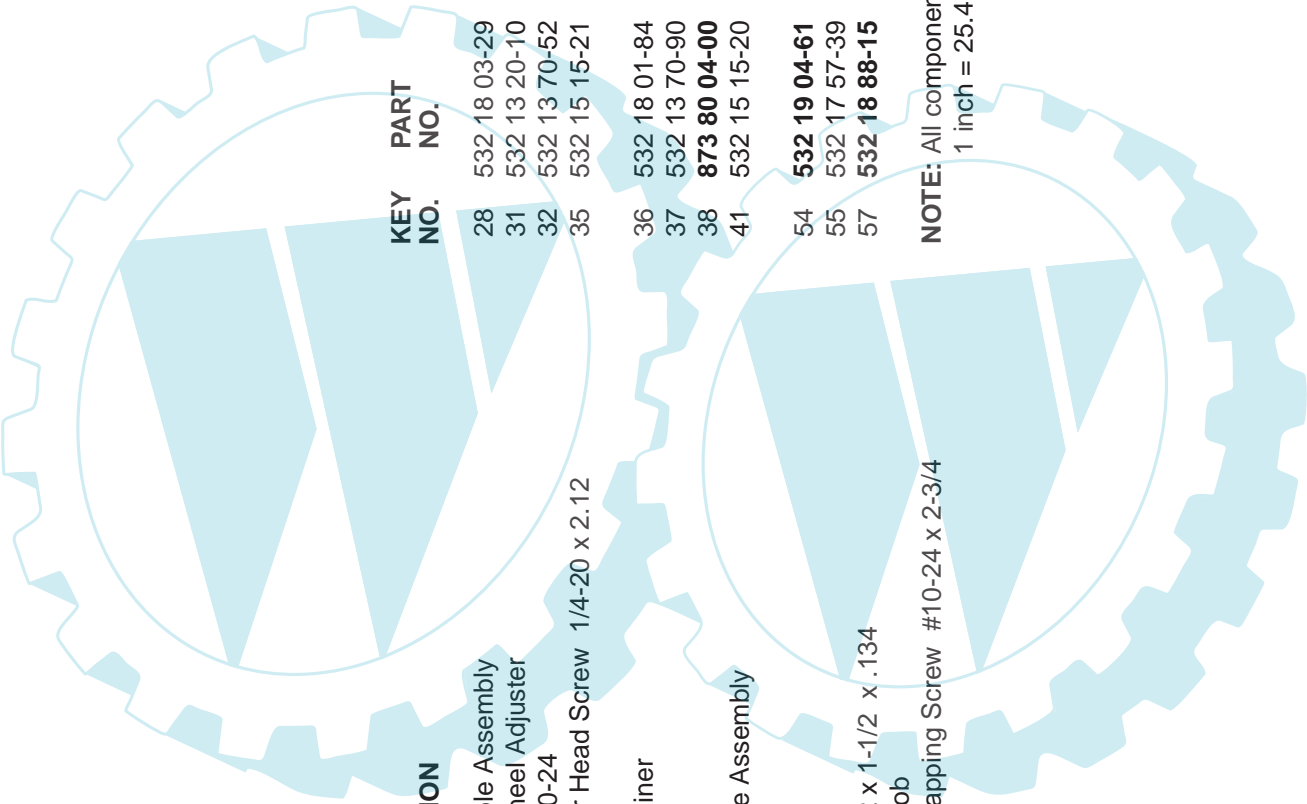 ION
le Assembly
heel Adjuster
0-24
r Head Screw 1/4-20 x 2.12
iner
e Assembly
x 1-1/2 x .134
ob
apping Screw #10-24 x 2-3/4
KEY PART
NO. NO.
28 532 18 03-29
31 532 13 20-10
32 532 13 70-52
35 532 15 15-21
36 532 18 01-84
37 532 13 70-90
38 873 80 04-00
41 532 15 15-20
54 532 19 04-61
55 532 17 57-39
57 532 18 88-15
NOTE: All componen
1 inch = 25.4